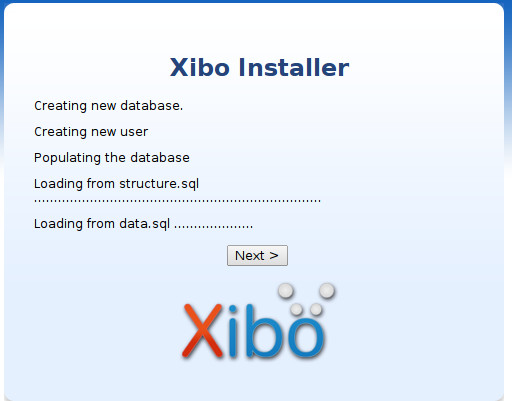 Xibo Installer
Creating new database.
Creating new user
Populating the database
Loading from structure.sql
........................................................................
Loading from data.sql ....................
Next >
Xibo